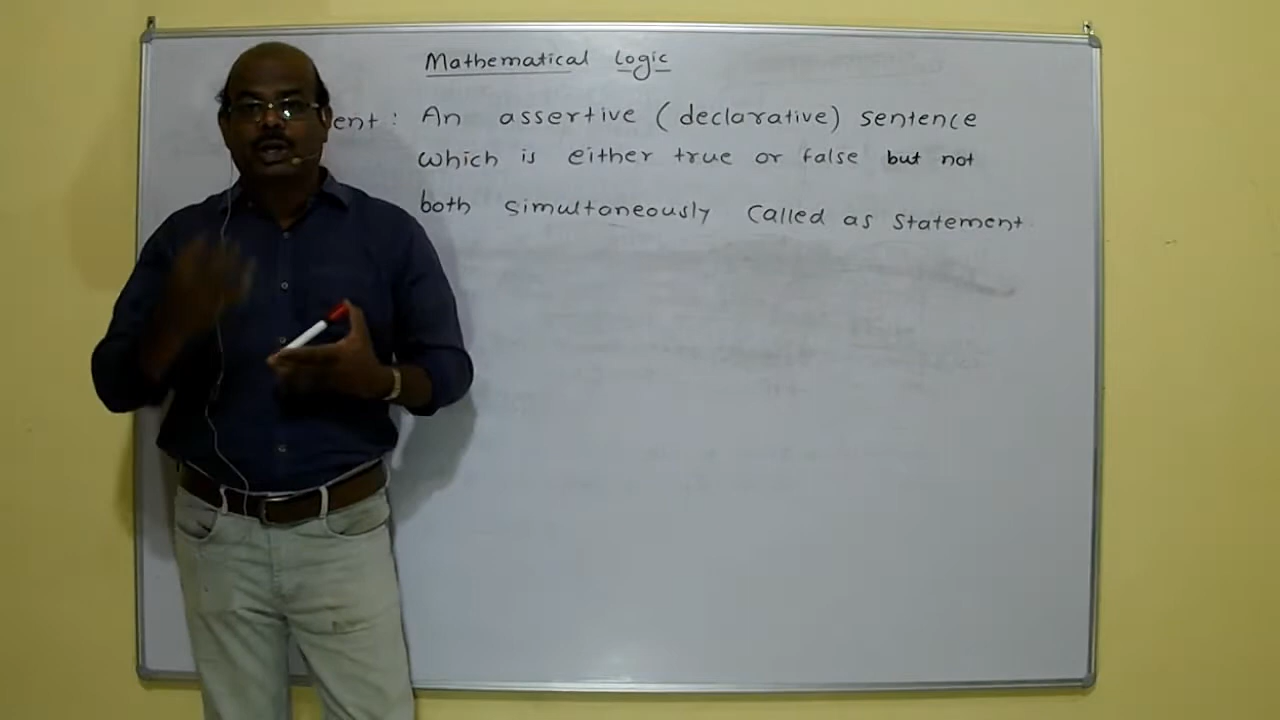 Mathematical Logic
ent : An assertive (declarative) sentence
which is either true or false but not
both simultaneously called as statement